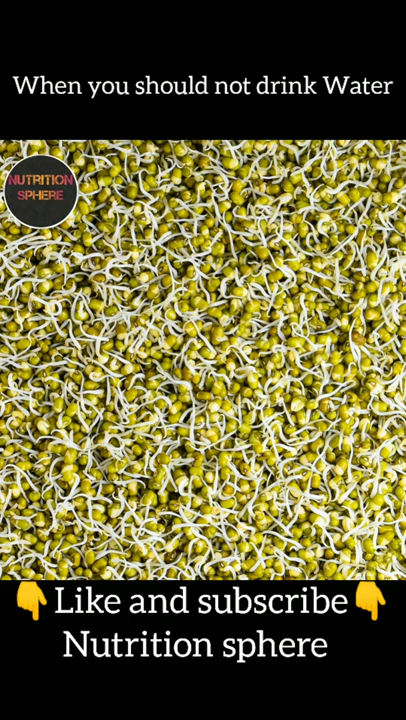 When you should not drink Water
NUTRITION
SPHERE
👇Like and subscribe👇
Nutrition sphere